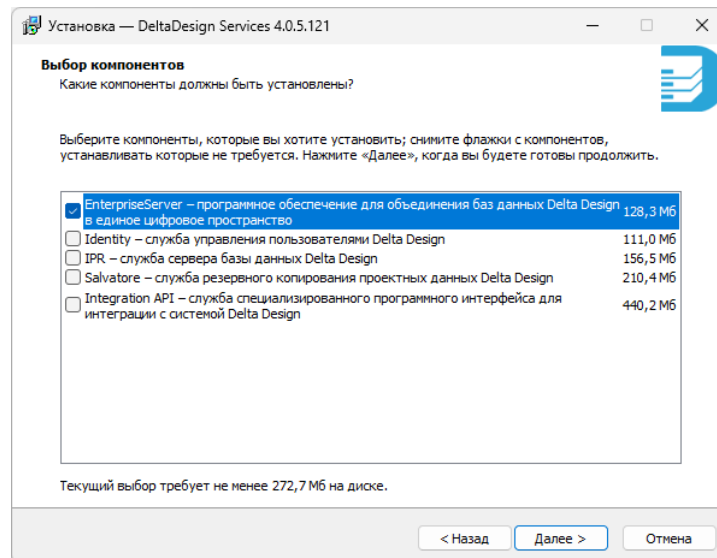 Установка — DeltaDesign Services 4.0.5.121
Выбор компонентов
Какие компоненты должны быть установлены?
Выберите компоненты, которые вы хотите установить; снимите флажки с компонентов,
устанавливать которые не требуется. Нажмите «Далее», когда вы будете готовы продолжить.
EnterpriseServer – программное обеспечение для объединения баз данных Delta Design
в единое цифровое пространство 128,3 Мб
Identity – служба управления пользователями Delta Design 111,0 Мб
IPR – служба сервера базы данных Delta Design 156,5 Мб
Salvatore – служба резервного копирования проектных данных Delta Design 210,4 Мб
Integration API – служба специализированного программного интерфейса для
интеграции с системой Delta Design 440,2 Мб
Текущий выбор требует не менее 272,7 Мб на диске.
< Назад Далее > Отмена